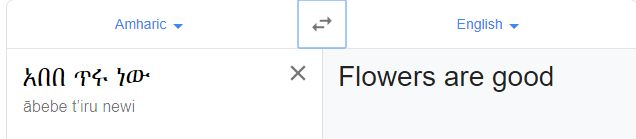 Amharic English
አበበ ጥሩ ነው
ābebe t'iru newi
Flowers are good